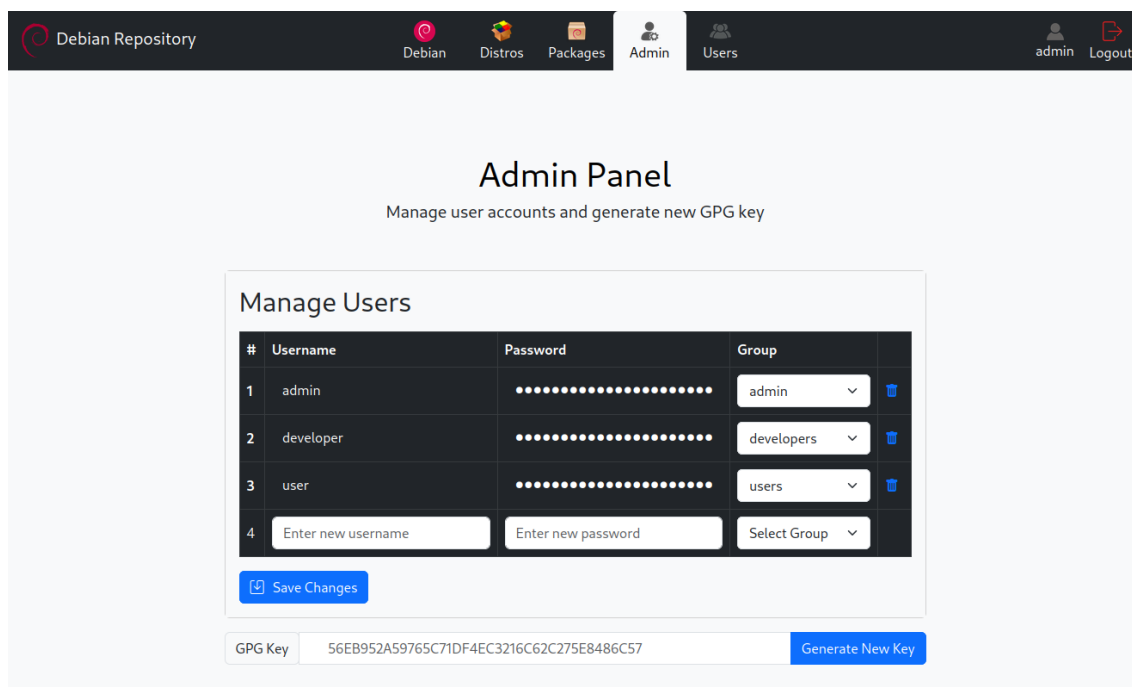 Debian Repository
Debian
Distros
Packages
Admin
Users
admin
Logout
Admin Panel
Manage user accounts and generate new GPG key
Manage Users
# Username Password Group
1 admin ●●●●●●●●●●●●●●●●●●●●●● admin
2 developer ●●●●●●●●●●●●●●●●●●●●●● developers
3 user ●●●●●●●●●●●●●●●●●●●●●● users
4 Enter new username Enter new password Select Group
Save Changes
GPG Key 56EB952A59765C71DF4EC3216C62C275E8486C57 Generate New Key